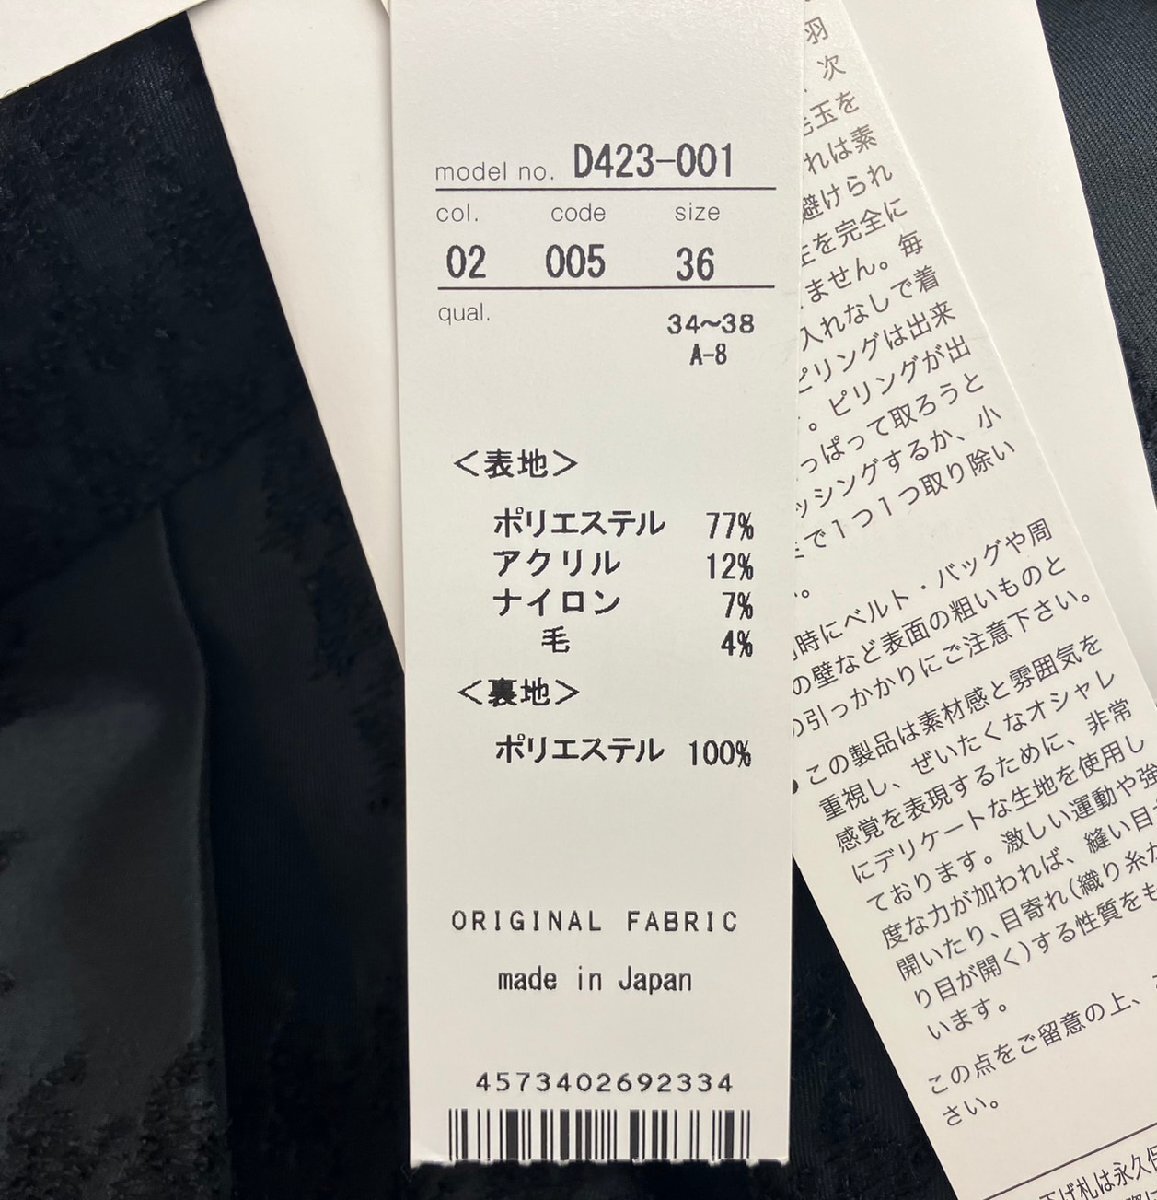 model no. D423-001
col. code size
02 005 36
qual.
34～38
A-8
＜表地＞
ポリエステル 77%
アクリル 12%
ナイロン 7%
毛 4%
＜裏地＞
ポリエステル 100%
ORIGINAL FABRIC
made in Japan
4573402692334
羽
次
玉を
れは素
避けられ
を完全に
ません。毎
入れなしで着
ピリングは出来
。ピリングが出
っぱって取ろうと
ッシングするか、小
で1つ1つ取り除い
。
時にベルト・バッグや周
の壁など表面の粗いものと
の引っかかりにご注意下さい。
●この製品は素材感と雰囲気を
重視し、ぜいたくなオシャレ
感覚を表現するために、非常
にデリケートな生地を使用し
ております。激しい運動や強
度な力が加われば、縫い目
開いたり、目寄れ(織り糸が
り目が開く)する性質をも
います。
この点をご留意の上、
さい。
下げ札は永久保